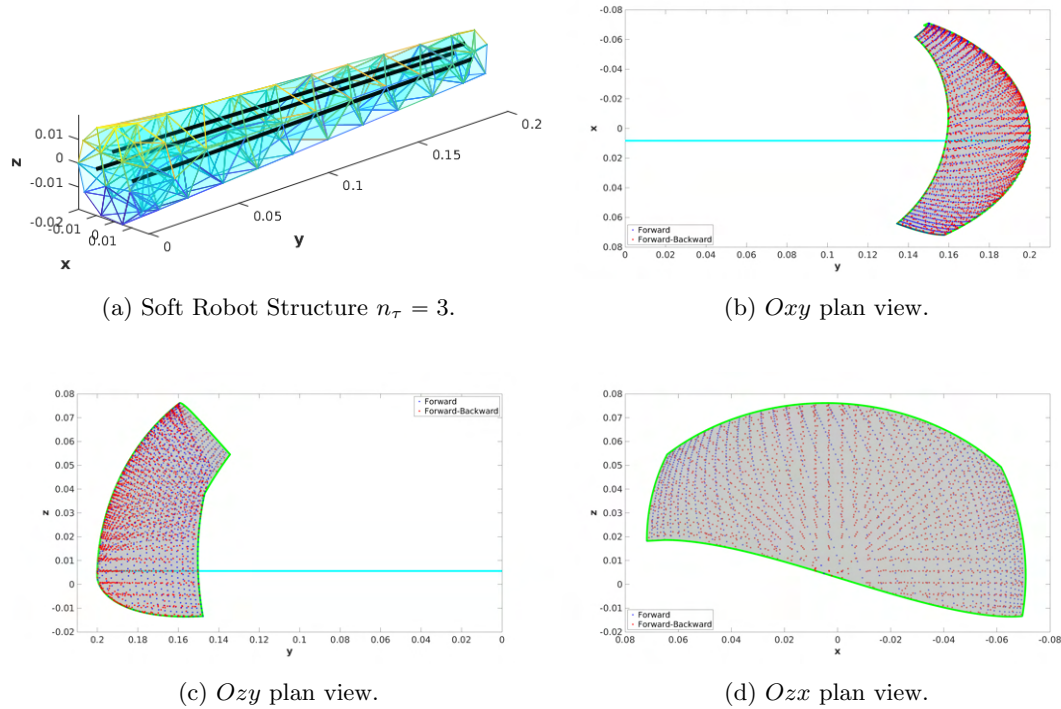 0.01
0
-0.01
-0.02
z
-0.01
0
0.01
x
0
0.05
0.1
0.15
0.2
y
(a) Soft Robot Structure nτ = 3.
-0.08
-0.06
-0.04
-0.02
0
0.02
0.04
0.06
0.08
x
Forward
Forward-Backward
0 0.02 0.04 0.06 0.08 0.1 0.12 0.14 0.16 0.18 0.2
y
(b) Oxy plan view.
0.08
0.07
0.06
0.05
0.04
0.03
0.02
0.01
0
-0.01
-0.02
z
Forward
Forward-Backward
0.2 0.18 0.16 0.14 0.12 0.1 0.08 0.06 0.04 0.02 0
y
(c) Ozy plan view.
0.08
0.07
0.06
0.05
0.04
0.03
0.02
0.01
0
-0.01
-0.02
z
Forward
Forward-Backward
0.08 0.06 0.04 0.02 0 -0.02 -0.04 -0.06 -0.08
x
(d) Ozx plan view.